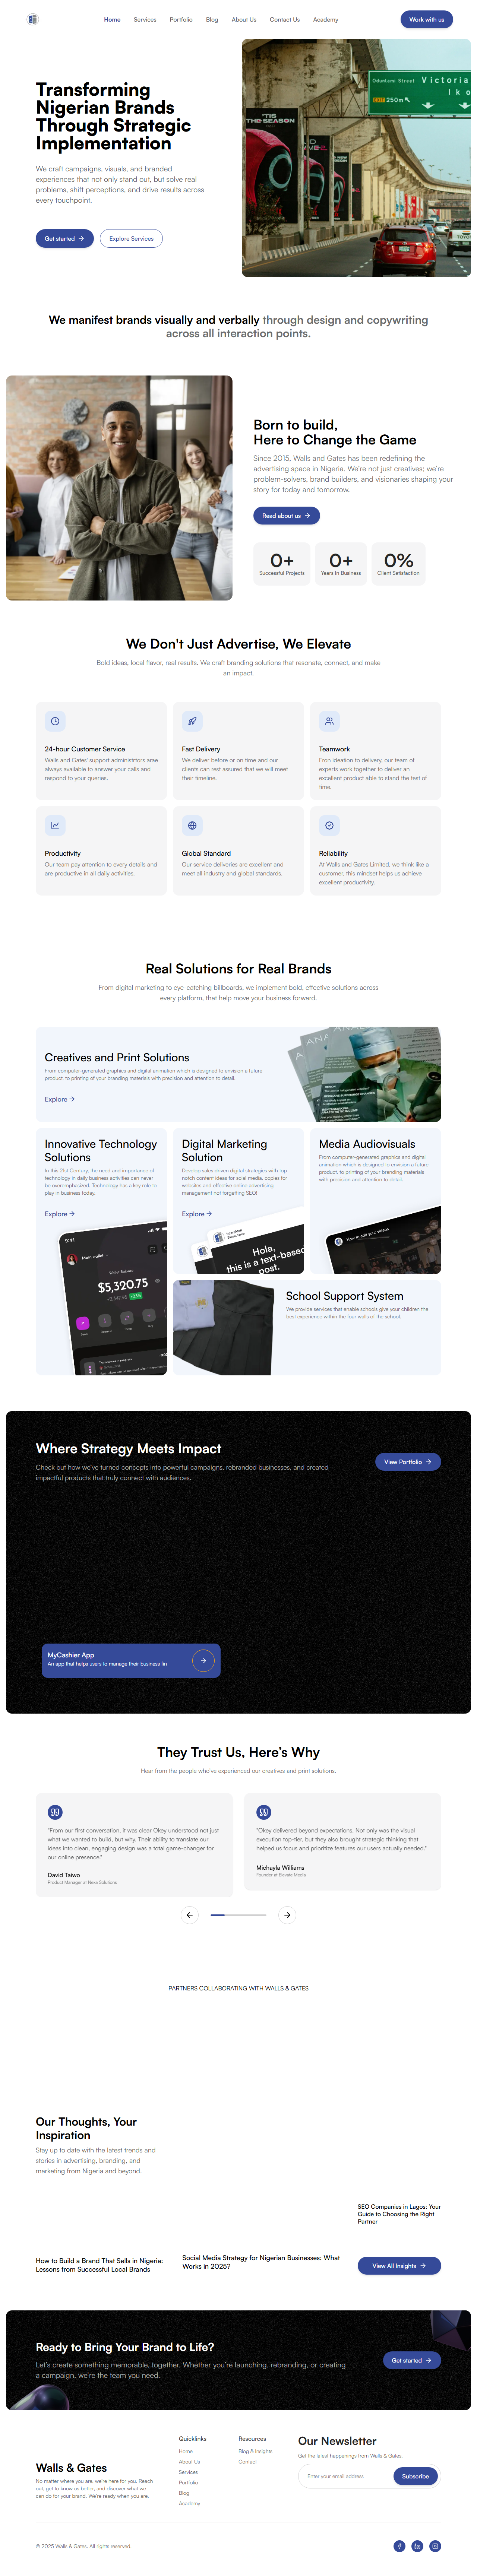 Home Services Portfolio Blog About Us Contact Us Academy Work with us
Transforming
Nigerian Brands
Through Strategic
Implementation
We craft campaigns, visuals, and branded
experiences that not only stand out, but solve real
problems, shift perceptions, and drive results across
every touchpoint.
Get started
Explore Services
Odunlami Street
Victoria
Iko
EXIT 250m
'TIS
THE SEASON
We manifest brands visually and verbally through design and copywriting
across all interaction points.
Born to build,
Here to Change the Game
Since 2015, Walls and Gates has been redefining the
advertising space in Nigeria. We're not just creatives; we're
problem-solvers, brand builders, and visionaries shaping your
story for today and tomorrow.
Read about us
0+
Successful Projects
0+
Years In Business
0%
Client Satisfaction
We Don't Just Advertise, We Elevate
Bold ideas, local flavor, real results. We craft branding solutions that resonate, connect, and make
an impact.
24-hour Customer Service
Walls and Gates' support administrtors arae
always available to answer your calls and
respond to your queries.
Fast Delivery
We deliver before or on time and our
clients can rest assured that we will meet
their timeline.
Teamwork
From ideation to delivery, our team of
experts work together to deliver an
excellent product able to stand the test of
time.
Productivity
Our team pay attention to every details and
are productive in all daily activities.
Global Standard
Our service deliveries are excellent and
meet all industry and global standards.
Reliability
At Walls and Gates Limited, we think like a
customer, this mindset helps us achieve
excellent productivity.
Real Solutions for Real Brands
From digital marketing to eye-catching billboards, we implement bold, effective solutions across
every platform, that help move your business forward.
Creatives and Print Solutions
From computer-generated graphics and digital animation which is designed to envision a future
product, to printing of your branding materials with precision and attention to detail.
Explore
Innovative Technology
Solutions
In this 21st Century, the need and importance of
technology in daily business activities can never
be overemphasized. Technology has a key role to
play in business today.
Explore
9:41
Main wallet
Wallet Balance
$5,320.75
Digital Marketing
Solution
Develop sales driven digital strategies with top
notch content ideas for soial media, copies for
websites and effective online advertising
management not forgetting SEO!
Explore
Hola,
this is a text-based
post.
Media Audiovisuals
From computer-generated graphics and digital
animation which is designed to envision a future
product, to printing of your branding materials
with precision and attention to detail.
How to edit your videos
School Support System
We provide services that enable schools give your children the
best experience within the four walls of the school.
Where Strategy Meets Impact
Check out how we've turned concepts into powerful campaigns, rebranded businesses, and created
impactful products that truly connect with audiences.
View Portfolio
MyCashier App
An app that helps users to manage their business fin
They Trust Us, Here's Why
Hear from the people who've experienced our creatives and print solutions.
"From our first conversation, it was clear Okey understood not just
what we wanted to build, but why. Their ability to translate our
ideas into clean, engaging design was a total game-changer for
our online presence."
David Taiwo
Product Manager at Nexa Solutions
"Okey delivered beyond expectations. Not only was the visual
execution top-tier, but they also brought strategic thinking that
helped us focus and prioritize features our users actually needed."
Michayla Williams
Founder at Elevate Media
PARTNERS COLLABORATING WITH WALLS & GATES
Our Thoughts, Your
Inspiration
Stay up to date with the latest trends and
stories in advertising, branding, and
marketing from Nigeria and beyond.
How to Build a Brand That Sells in Nigeria:
Lessons from Successful Local Brands
Social Media Strategy for Nigerian Businesses: What
Works in 2025?
SEO Companies in Lagos: Your
Guide to Choosing the Right
Partner
View All Insights
Ready to Bring Your Brand to Life?
Let's create something memorable, together. Whether you're launching, rebranding, or creating
a campaign, we're the team you need.
Get started
Walls & Gates
No matter where you are, we're here for you. Reach
out, get to know us better, and discover what we
can do for your brand. We're ready when you are.
Quicklinks
Home
About Us
Services
Portfolio
Blog
Academy
Resources
Blog & Insights
Contact
Our Newsletter
Get the latest happenings from Walls & Gates.
Enter your email address
Subscribe
© 2025 Walls & Gates. All rights reserved.